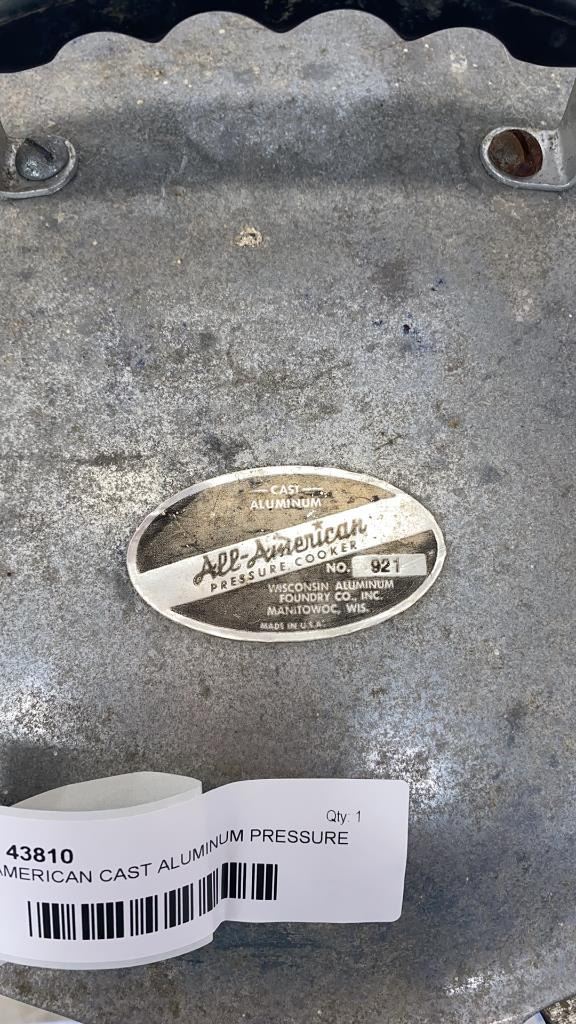 — CAST —
ALUMINUM
All-American
PRESSURE COOKER
NO. 921
WISCONSIN ALUMINUM
FOUNDRY CO., INC.
MANITOWOC, WIS.
MADE IN U.S.A.
Qty: 1
43810
AMERICAN CAST ALUMINUM PRESSURE